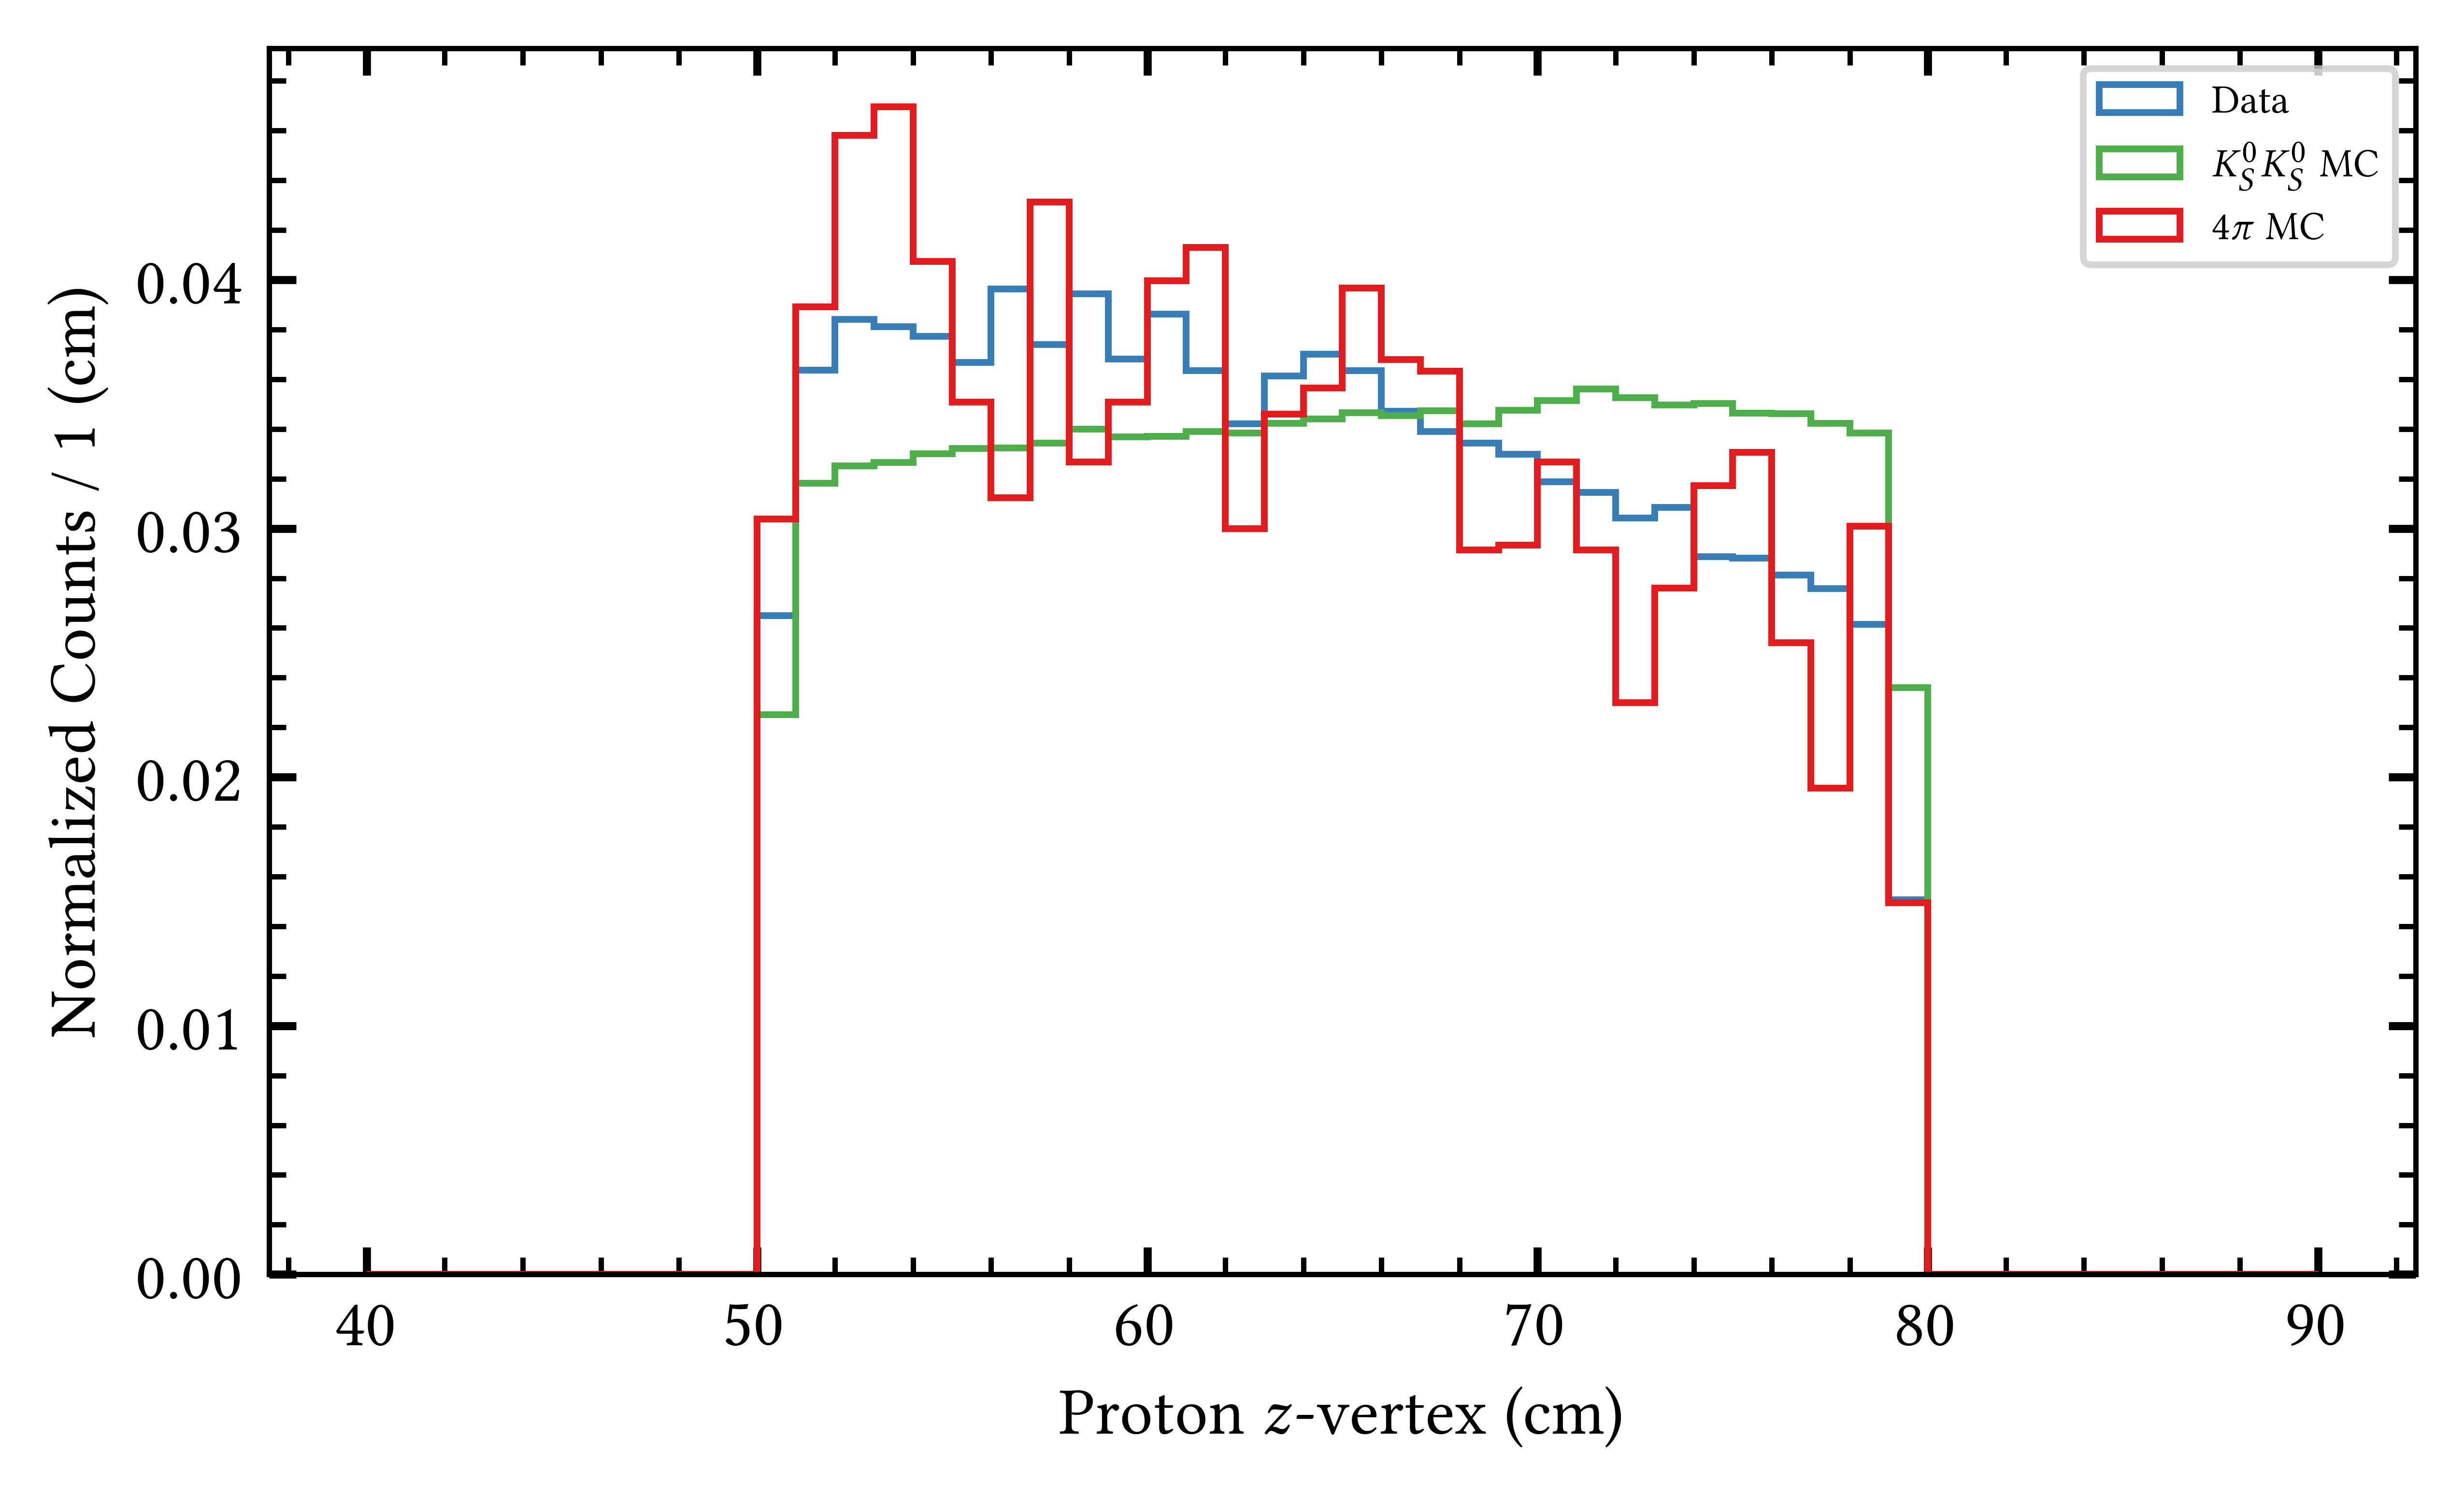 Data
K_S^0 K_S^0 MC
4π MC
Normalized Counts / 1 (cm)
0.04
0.03
0.02
0.01
0.00
40 50 60 70 80 90
Proton z-vertex (cm)